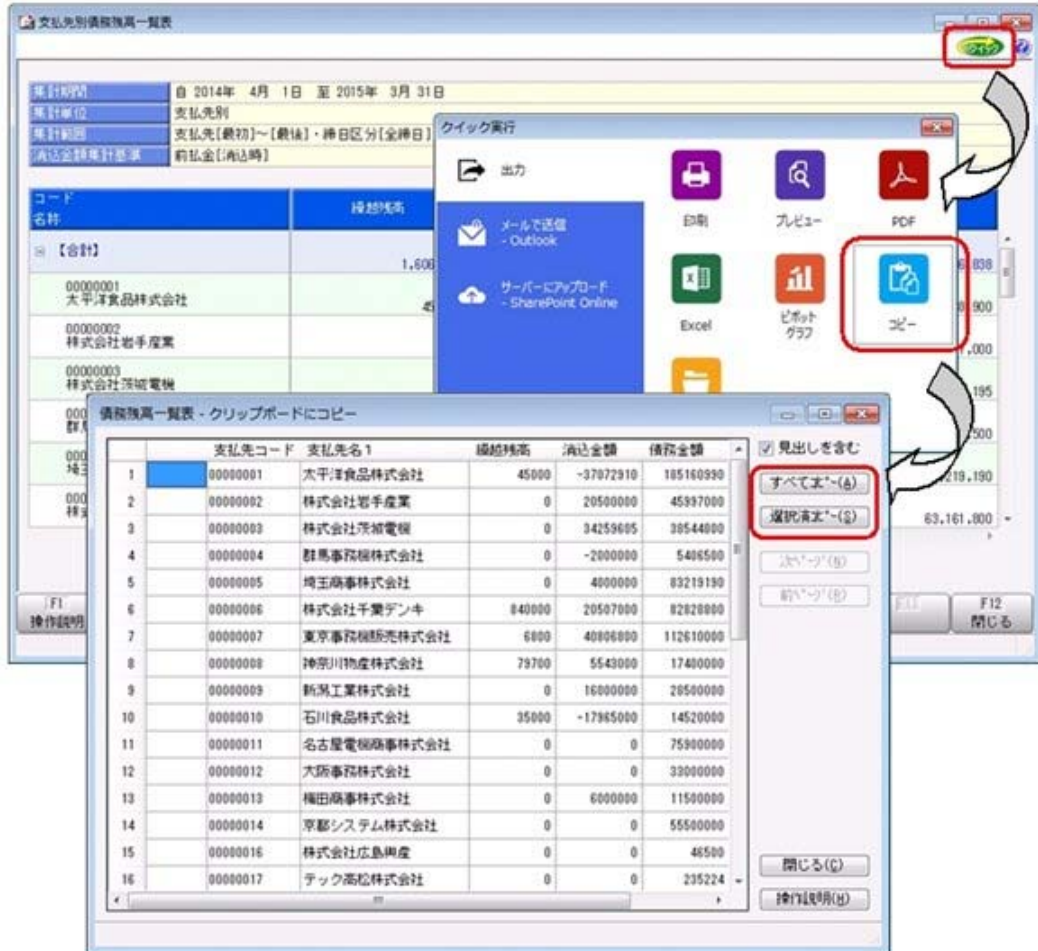 支払先別債務残高一覧表
クイック
集計期間 自 2014年 4月 1日 至 2015年 3月 31日
集計単位 支払先別
集計範囲 支払先[最初]～[最後]・締日区分[全締日]
消込金額集計基準 前払金[消込時]
コード
名称
繰越残高
【合計】
1,606
838
00000001
太平洋食品株式会社
900
00000002
株式会社岩手産業
,000
00000003
株式会社茨城電機
195
500
219,190
63,161,800
F1
操作説明
F12
閉じる
クイック実行
出力
メールで送信
- Outlook
サーバーにアップロード
- SharePoint Online
印刷
プレビュー
PDF
Excel
ピボット
グラフ
コピー
債務残高一覧表 - クリップボードにコピー
支払先コード 支払先名1 繰越残高 消込金額 債務金額
1 00000001 太平洋食品株式会社 45000 -37072910 185160990
2 00000002 株式会社岩手産業 0 20500000 45997000
3 00000003 株式会社茨城電機 0 34259605 38544800
4 00000004 群馬事務機株式会社 0 -2000000 5406500
5 00000005 埼玉商事株式会社 0 4000000 83219190
6 00000006 株式会社千葉デンキ 840800 20507000 82828800
7 00000007 東京事務機販売株式会社 6800 40806800 112610000
8 00000008 神奈川物産株式会社 79700 5543000 17400000
9 00000009 新潟工業株式会社 0 16000000 28500000
10 00000010 石川食品株式会社 35000 -17965000 14520000
11 00000011 名古屋電機商事株式会社 0 0 75900000
12 00000012 大阪事務株式会社 0 0 33000000
13 00000013 梅田商事株式会社 0 6000000 11500000
14 00000014 京都システム株式会社 0 0 55500000
15 00000016 株式会社広島興産 0 0 46500
16 00000017 テック高松株式会社 0 0 235224
見出しを含む
すべてｺﾋﾟｰ(A)
選択済ｺﾋﾟｰ(S)
次ﾍﾟｰｼﾞ(N)
前ﾍﾟｰｼﾞ(R)
閉じる(C)
操作説明(H)